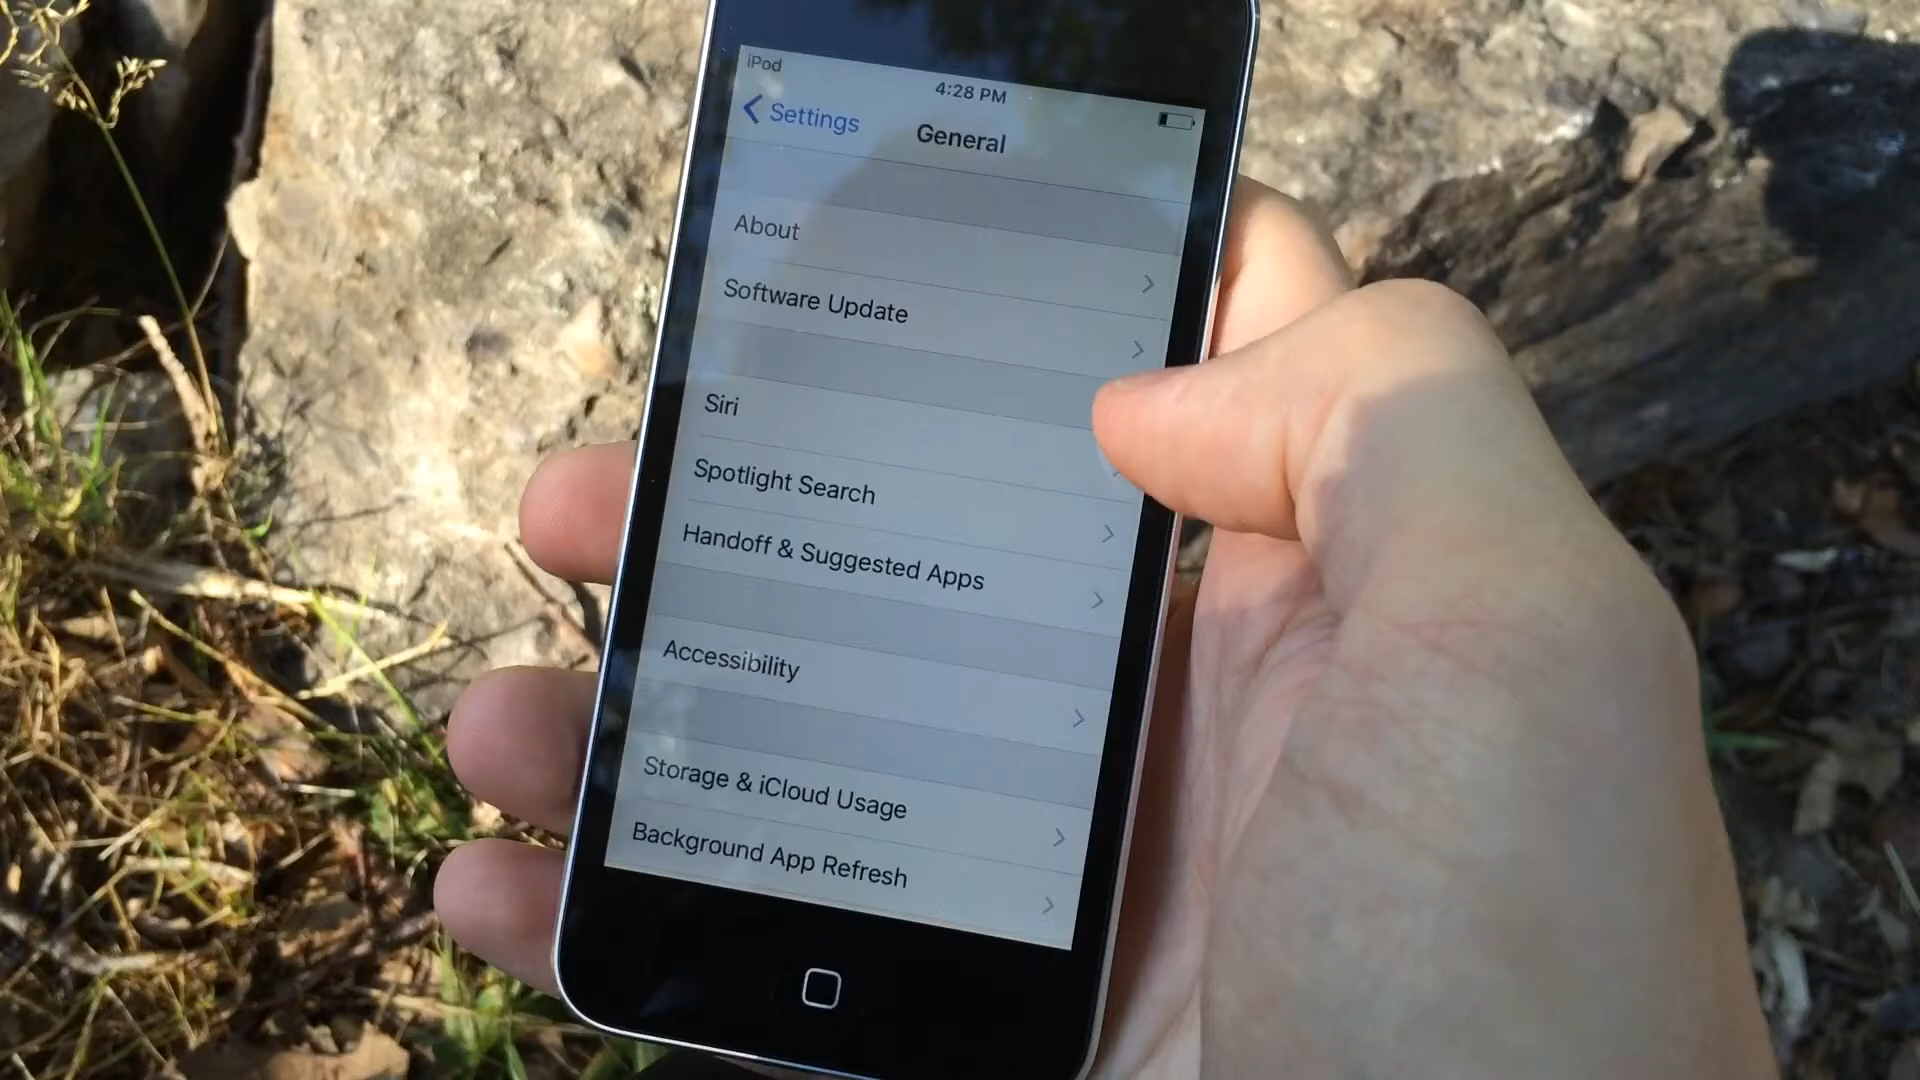 iPod
4:28 PM
Settings
General
About
Software Update
Siri
Spotlight Search
Handoff & Suggested Apps
Accessibility
Storage & iCloud Usage
Background App Refresh